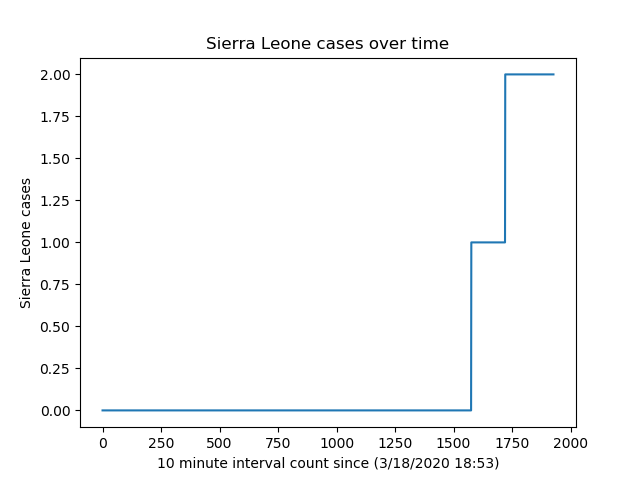 Sierra Leone cases over time
2.00
1.75
1.50
1.25
1.00
0.75
0.50
0.25
0.00
Sierra Leone cases
0 250 500 750 1000 1250 1500 1750 2000
10 minute interval count since (3/18/2020 18:53)